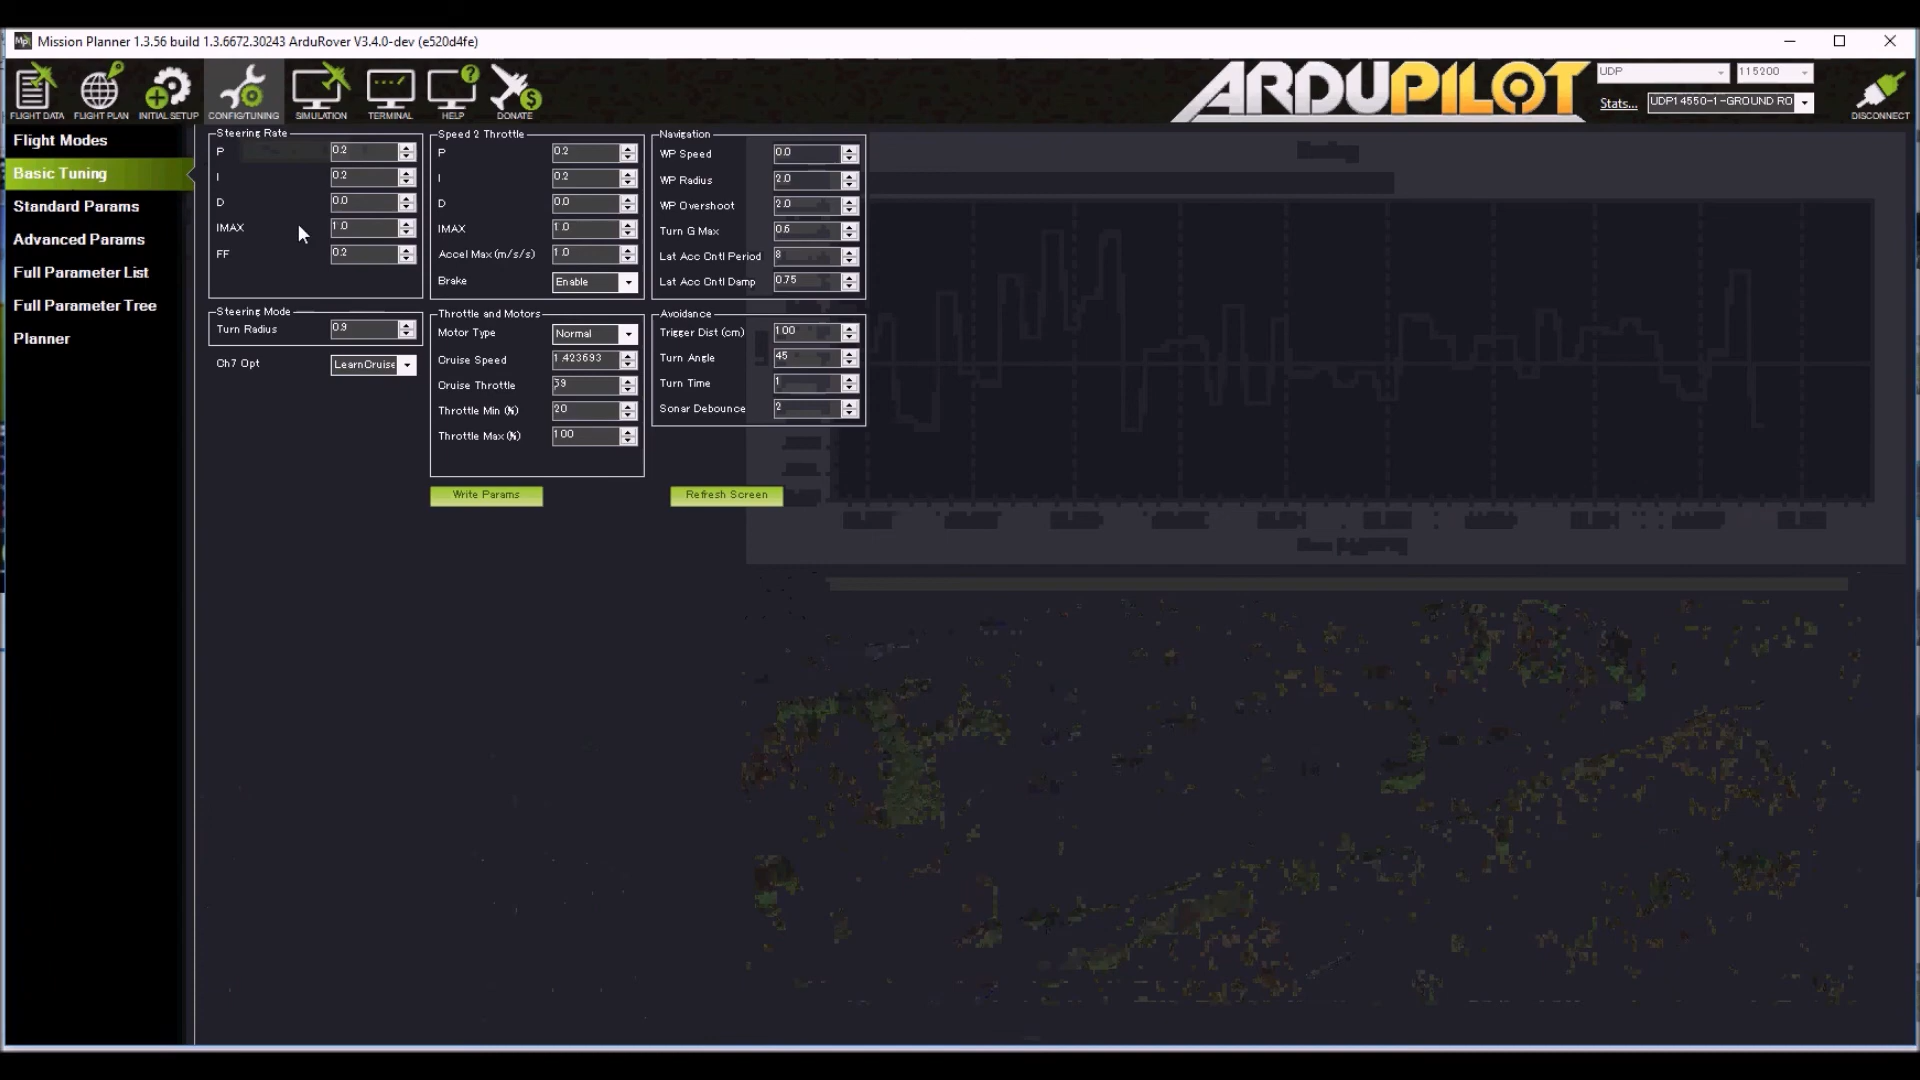 Mission Planner 1.3.56 build 1.3.6672.30243 ArduRover V3.4.0-dev (e520d4fe)
FLIGHT DATA
FLIGHT PLAN
INITIAL SETUP
CONFIG/TUNING
SIMULATION
TERMINAL
HELP
DONATE
ARDUPILOT
UDP
115200
Stats...
UDP14550-1-GROUND RO
DISCONNECT
Flight Modes
Basic Tuning
Standard Params
Advanced Params
Full Parameter List
Full Parameter Tree
Planner
Steering Rate
P 0.2
I 0.2
D 0.0
IMAX 1.0
FF 0.2
Steering Mode
Turn Radius 0.9
Ch7 Opt LearnCruise
Speed 2 Throttle
P 0.2
I 0.2
D 0.0
IMAX 1.0
Accel Max (m/s/s) 1.0
Brake Enable
Throttle and Motors
Motor Type Normal
Cruise Speed 1.423693
Cruise Throttle 39
Throttle Min (%) 20
Throttle Max (%) 100
Write Params
Navigation
WP Speed 0.0
WP Radius 2.0
WP Overshoot 2.0
Turn G Max 0.6
Lat Acc Cntl Period 8
Lat Acc Cntl Damp 0.75
Avoidance
Trigger Dist (cm) 100
Turn Angle 45
Turn Time 1
Sonar Debounce 2
Refresh Screen